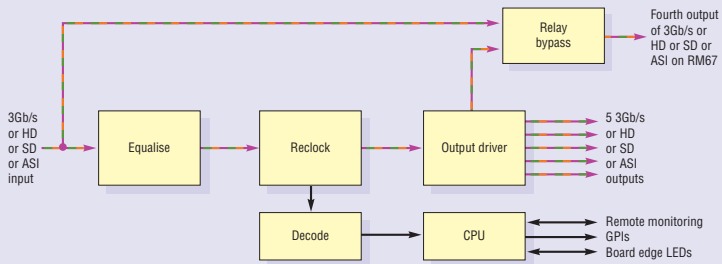 Relay
bypass
Fourth output
of 3Gb/s or
HD or SD or
ASI on RM67
3Gb/s
or HD
or SD
or ASI
input
Equalise
Reclock
Output driver
5 3Gb/s
or HD
or SD
or ASI
outputs
Decode
CPU
Remote monitoring
GPIs
Board edge LEDs